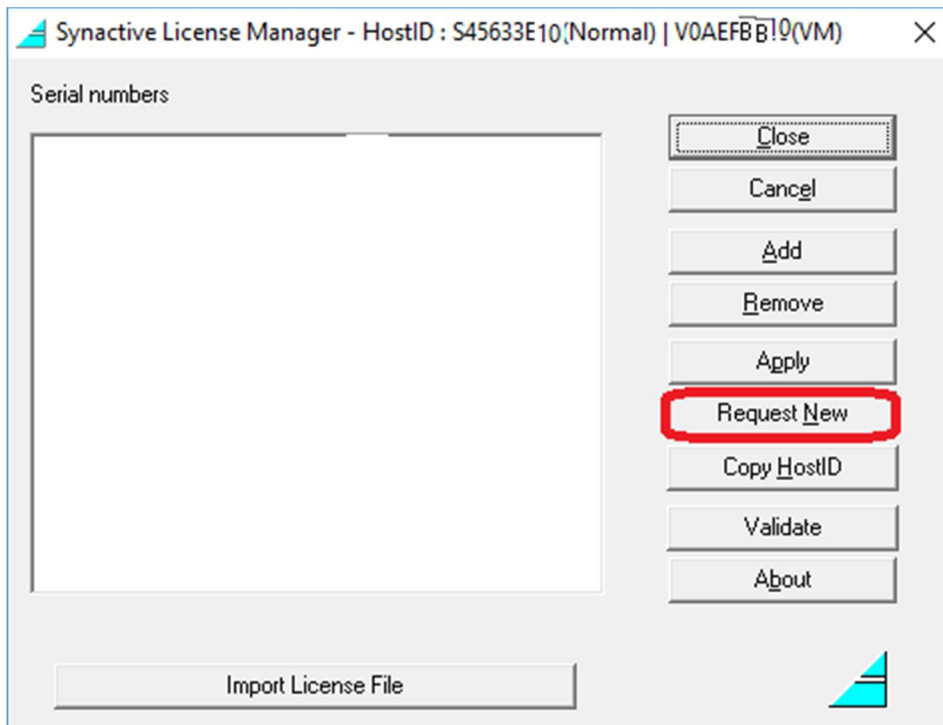 Synactive License Manager - HostID : S45633E10(Normal) |
Serial numbers
Close
Cancel
Add
Remove
Apply
Request New
Copy HostID
Validate
About
Import License File